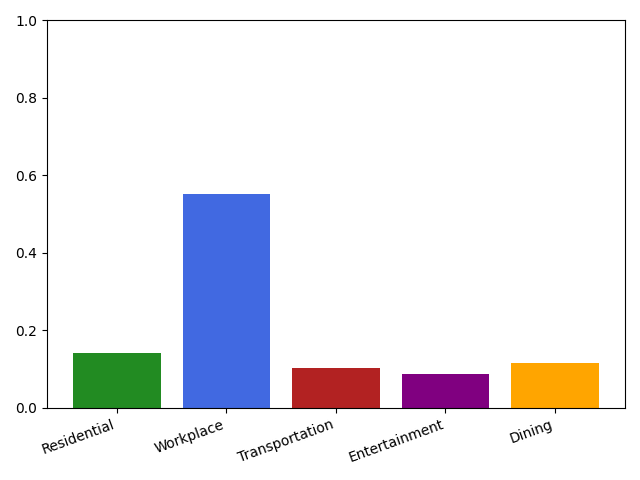 1.0
0.8
0.6
0.4
0.2
0.0
Residential
Workplace
Transportation
Entertainment
Dining